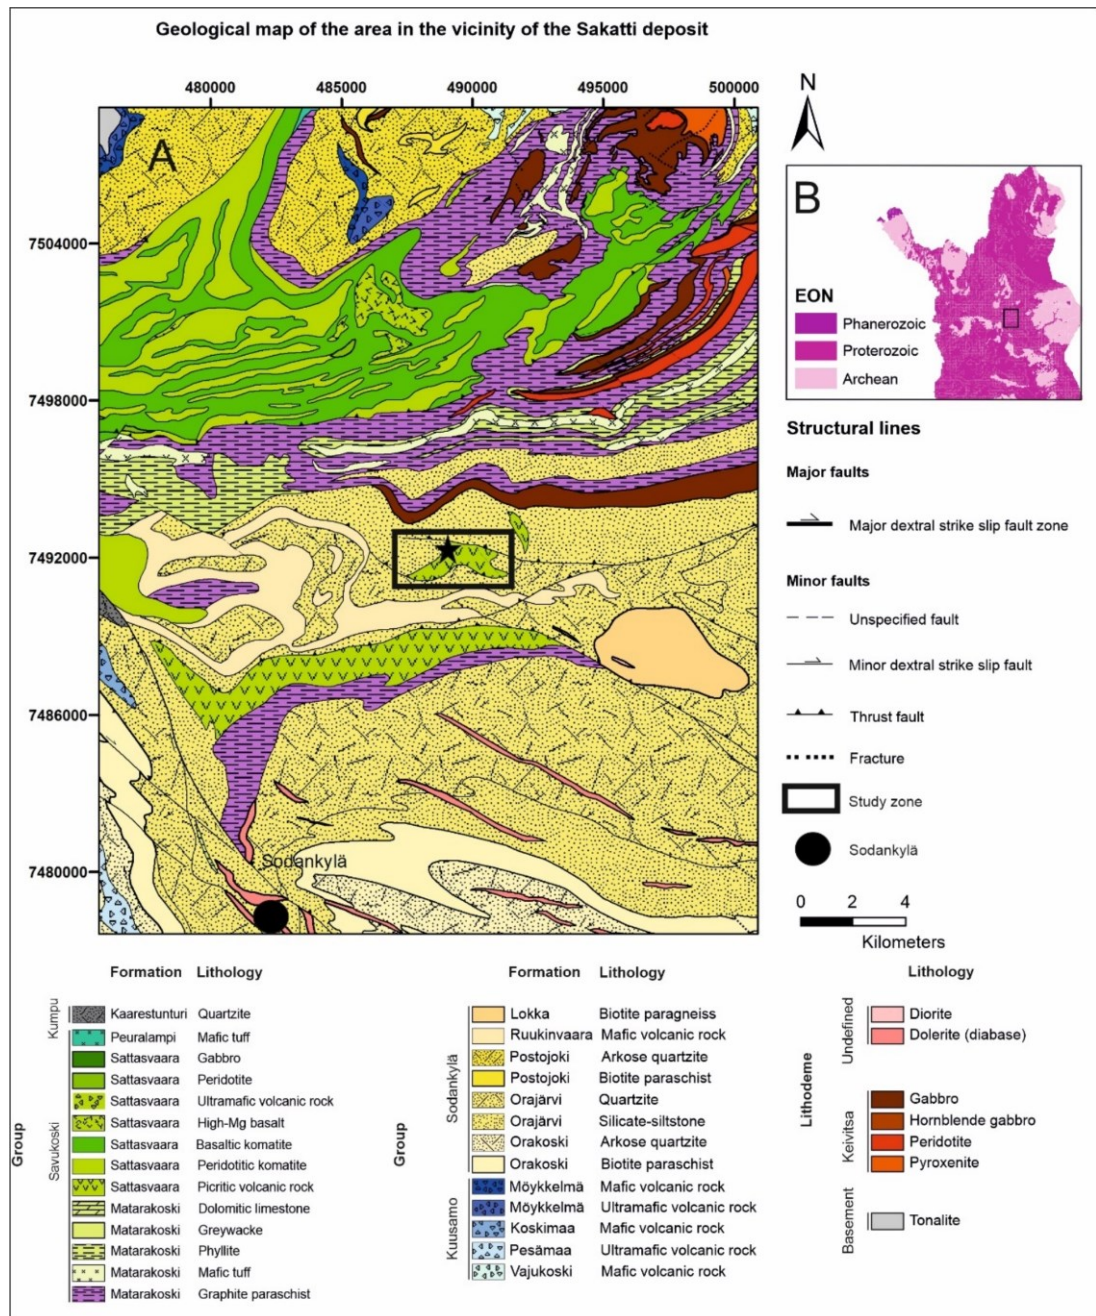 Geological map of the area in the vicinity of the Sakatti deposit
480000 485000 490000 495000 500000
N
A
B
7504000
7498000
7492000
7486000
7480000
EON
Phanerozoic
Proterozoic
Archean
Structural lines
Major faults
Major dextral strike slip fault zone
Minor faults
Unspecified fault
Minor dextral strike slip fault
Thrust fault
Fracture
Study zone
Sodankylä
0 2 4
Kilometers
Sodankylä
Formation Lithology
Group
Kumpu
Kaarestunturi Quartzite
Savukoski
Peuralampi Mafic tuff
Sattasvaara Gabbro
Sattasvaara Peridotite
Sattasvaara Ultramafic volcanic rock
Sattasvaara High-Mg basalt
Sattasvaara Basaltic komatite
Sattasvaara Peridotitic komatite
Sattasvaara Picritic volcanic rock
Matarakoski Dolomitic limestone
Matarakoski Greywacke
Matarakoski Phyllite
Matarakoski Mafic tuff
Matarakoski Graphite paraschist
Formation Lithology
Group
Sodankylä
Lokka Biotite paragneiss
Ruukinvaara Mafic volcanic rock
Postojoki Arkose quartzite
Postojoki Biotite paraschist
Orajärvi Quartzite
Orajärvi Silicate-siltstone
Orakoski Arkose quartzite
Orakoski Biotite paraschist
Kuusamo
Möykkelmä Mafic volcanic rock
Möykkelmä Ultramafic volcanic rock
Koskimaa Mafic volcanic rock
Pesämaa Ultramafic volcanic rock
Vajukoski Mafic volcanic rock
Lithology
Lithodeme
Undefined
Diorite
Dolerite (diabase)
Keivitsa
Gabbro
Hornblende gabbro
Peridotite
Pyroxenite
Basement
Tonalite